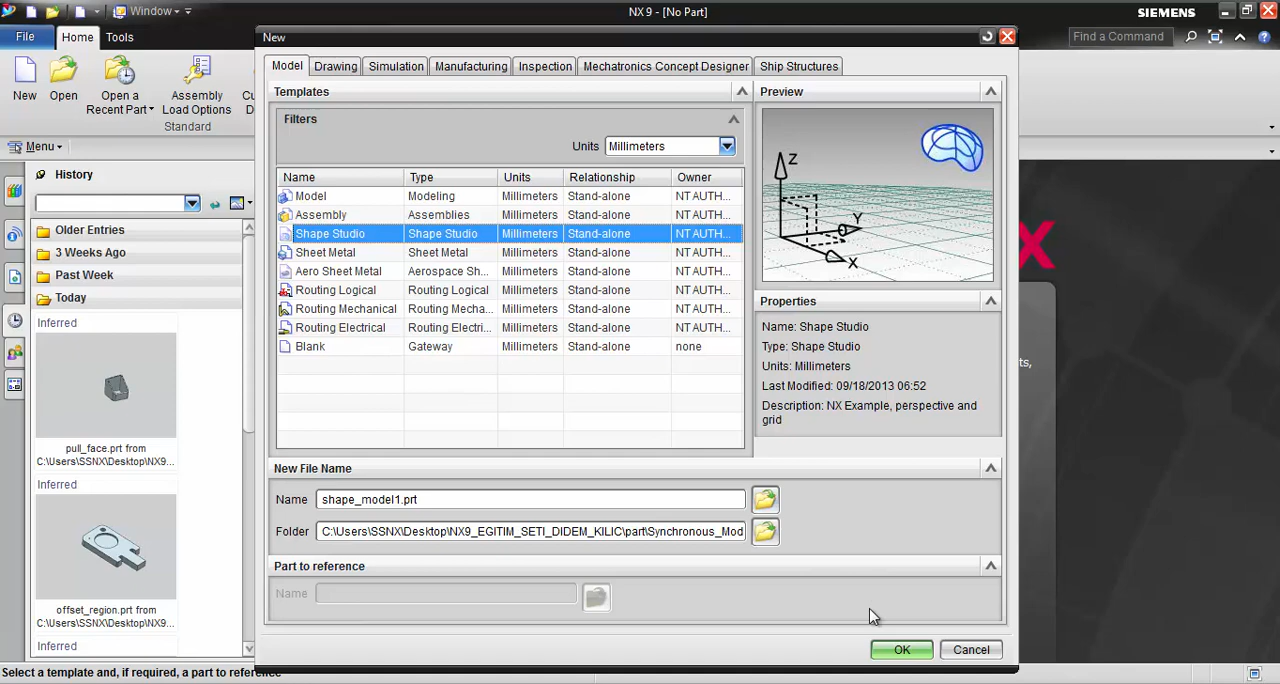 Window
NX 9 - [No Part]
SIEMENS
File
Home
Tools
Find a Command
New
Open
Open a
Recent Part
Assembly
Load Options
Standard
Menu
History
Older Entries
3 Weeks Ago
Past Week
Today
Inferred
pull_face.prt from
C:\Users\SSNX\Desktop\NX9...
Inferred
offset_region.prt from
C:\Users\SSNX\Desktop\NX9...
Inferred
New
Model
Drawing
Simulation
Manufacturing
Inspection
Mechatronics Concept Designer
Ship Structures
Templates
Filters
Units Millimeters
Name Type Units Relationship Owner
Model Modeling Millimeters Stand-alone NT AUTH...
Assembly Assemblies Millimeters Stand-alone NT AUTH...
Shape Studio Shape Studio Millimeters Stand-alone NT AUTH...
Sheet Metal Sheet Metal Millimeters Stand-alone NT AUTH...
Aero Sheet Metal Aerospace Sh... Millimeters Stand-alone NT AUTH...
Routing Logical Routing Logical Millimeters Stand-alone NT AUTH...
Routing Mechanical Routing Mecha... Millimeters Stand-alone NT AUTH...
Routing Electrical Routing Electri... Millimeters Stand-alone NT AUTH...
Blank Gateway Millimeters Stand-alone none
Preview
Z
Y
X
Properties
Name: Shape Studio
Type: Shape Studio
Units: Millimeters
Last Modified: 09/18/2013 06:52
Description: NX Example, perspective and
grid
New File Name
Name shape_model1.prt
Folder C:\Users\SSNX\Desktop\NX9_EGITIM_SETI_DIDEM_KILIC\part\Synchronous_Mod
Part to reference
Name
OK
Cancel
X
ts,
Select a template and, if required, a part to reference